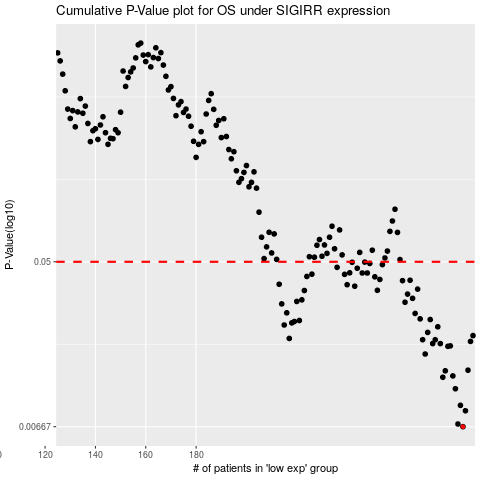 Cumulative P-Value plot for OS under SIGIRR expression
P-Value(log10)
0.05
0.00667
0
120
140
160
180
# of patients in 'low exp' group